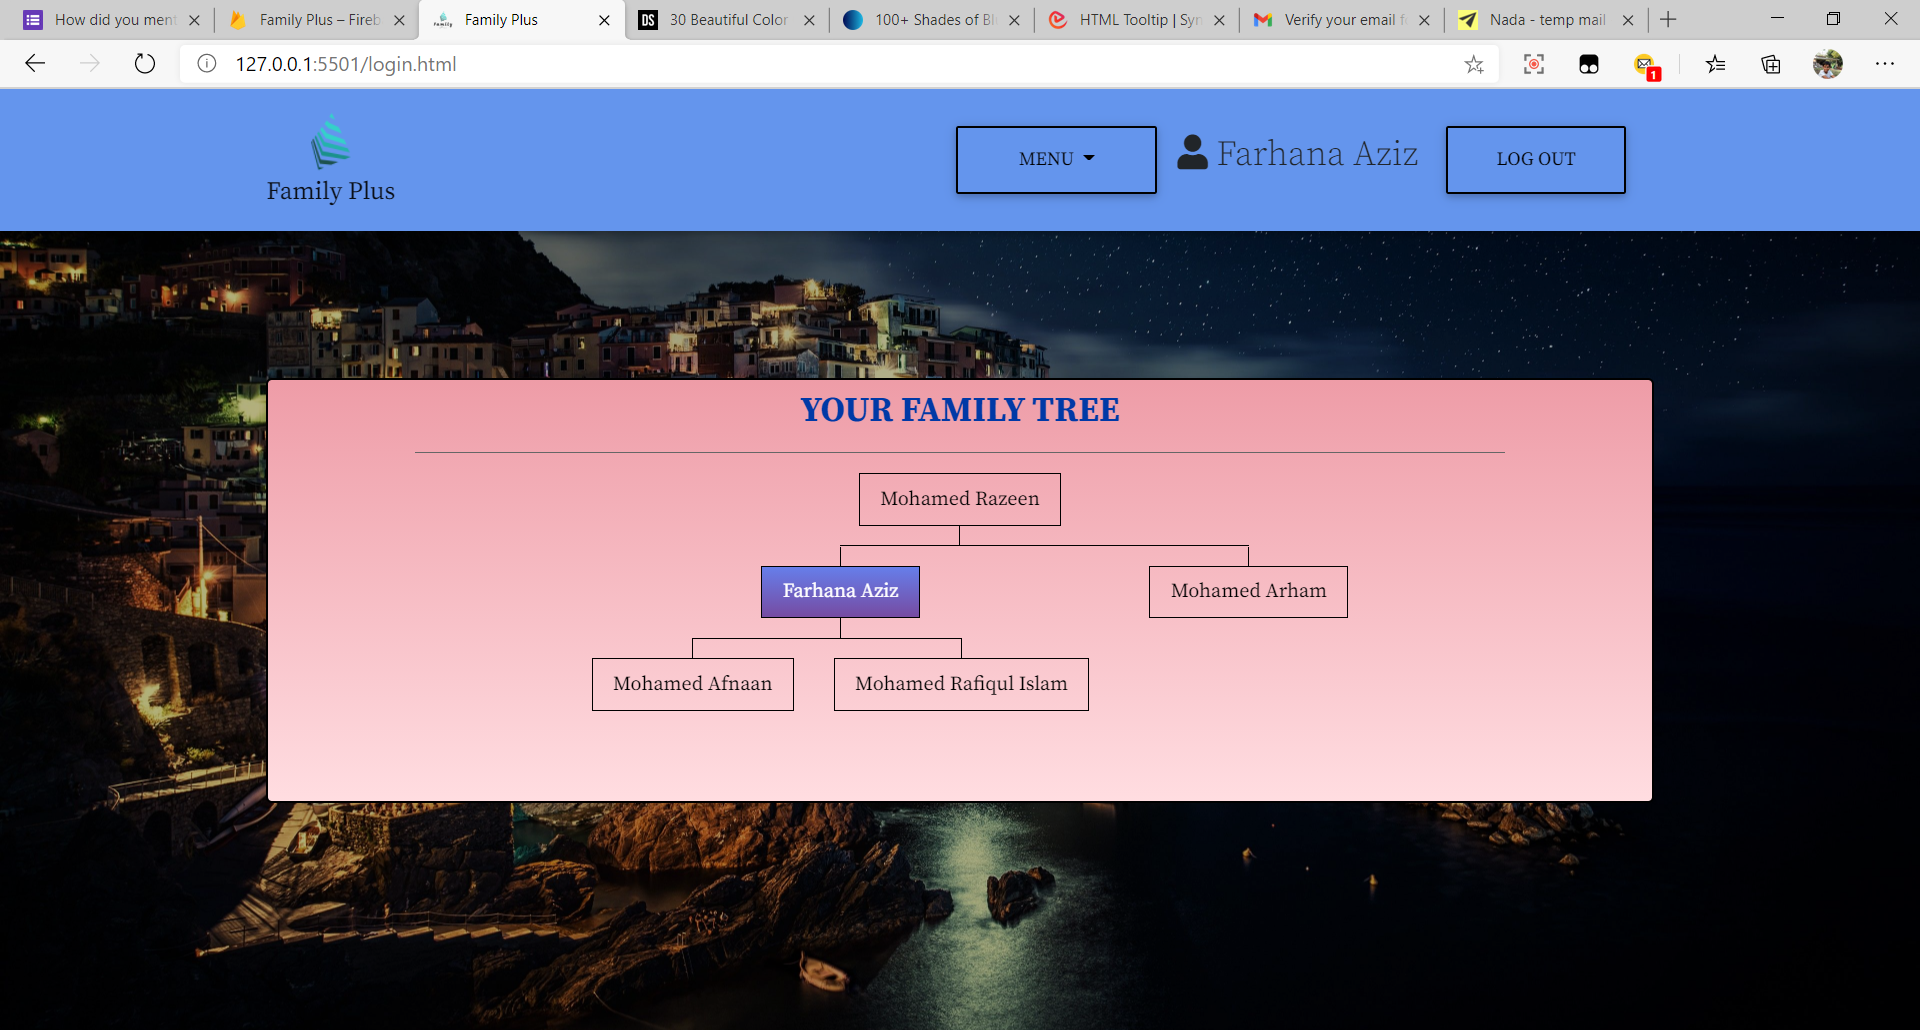 How did you ment
Family Plus – Fireb
Family Plus
30 Beautiful Color
100+ Shades of Bl
HTML Tooltip | Syn
Verify your email f
Nada - temp mail
127.0.0.1:5501/login.html
1
Family Plus
MENU
Farhana Aziz
LOG OUT
YOUR FAMILY TREE
Mohamed Razeen
Farhana Aziz
Mohamed Arham
Mohamed Afnaan
Mohamed Rafiqul Islam